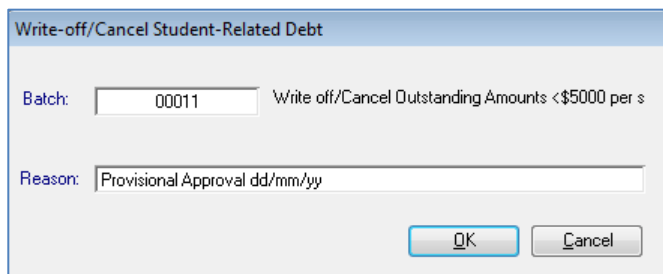 Write-off/Cancel Student-Related Debt
Batch: 00011 Write off/Cancel Outstanding Amounts <$5000 per s
Reason: Provisional Approval dd/mm/yy
OK Cancel